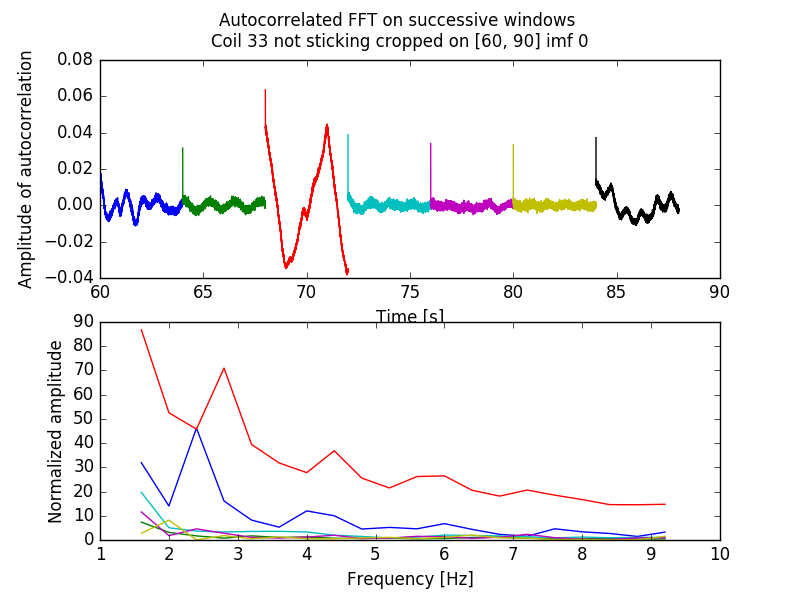 Autocorrelated FFT on successive windows
Coil 33 not sticking cropped on [60, 90] imf 0
Amplitude of autocorrelation
0.08
0.06
0.04
0.02
0.00
−0.02
−0.04
60 65 70 75 80 85 90
Time [s]
Normalized amplitude
90
80
70
60
50
40
30
20
10
0
1 2 3 4 5 6 7 8 9 10
Frequency [Hz]